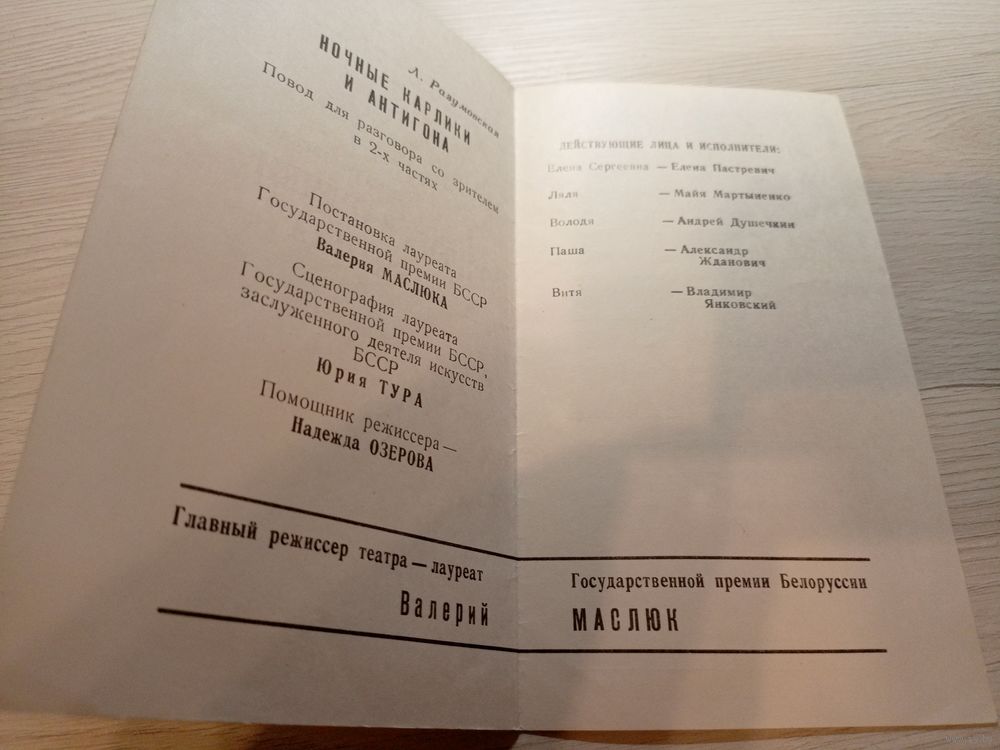 Л. Разумовская
НОЧНЫЕ КАРЛИКИ
И АНТИГОНА
Повод для разговора со зрителем
в 2-х частях
Постановка лауреата
Государственной премии БССР
Валерия МАСЛЮКА
Сценография лауреата
Государственной премии БССР,
заслуженного деятеля искусств
БССР
Юрия ТУРА
Помощник режиссера —
Надежда ОЗЕРОВА
ДЕЙСТВУЮЩИЕ ЛИЦА И ИСПОЛНИТЕЛИ:
Елена Сергеевна — Елена Пастревич
Ляля — Майя Мартыненко
Володя — Андрей Душечкин
Паша — Александр
Жданович
Витя — Владимир
Янковский
Главный режиссер театра — лауреат Государственной премии Белоруссии
Валерий МАСЛЮК